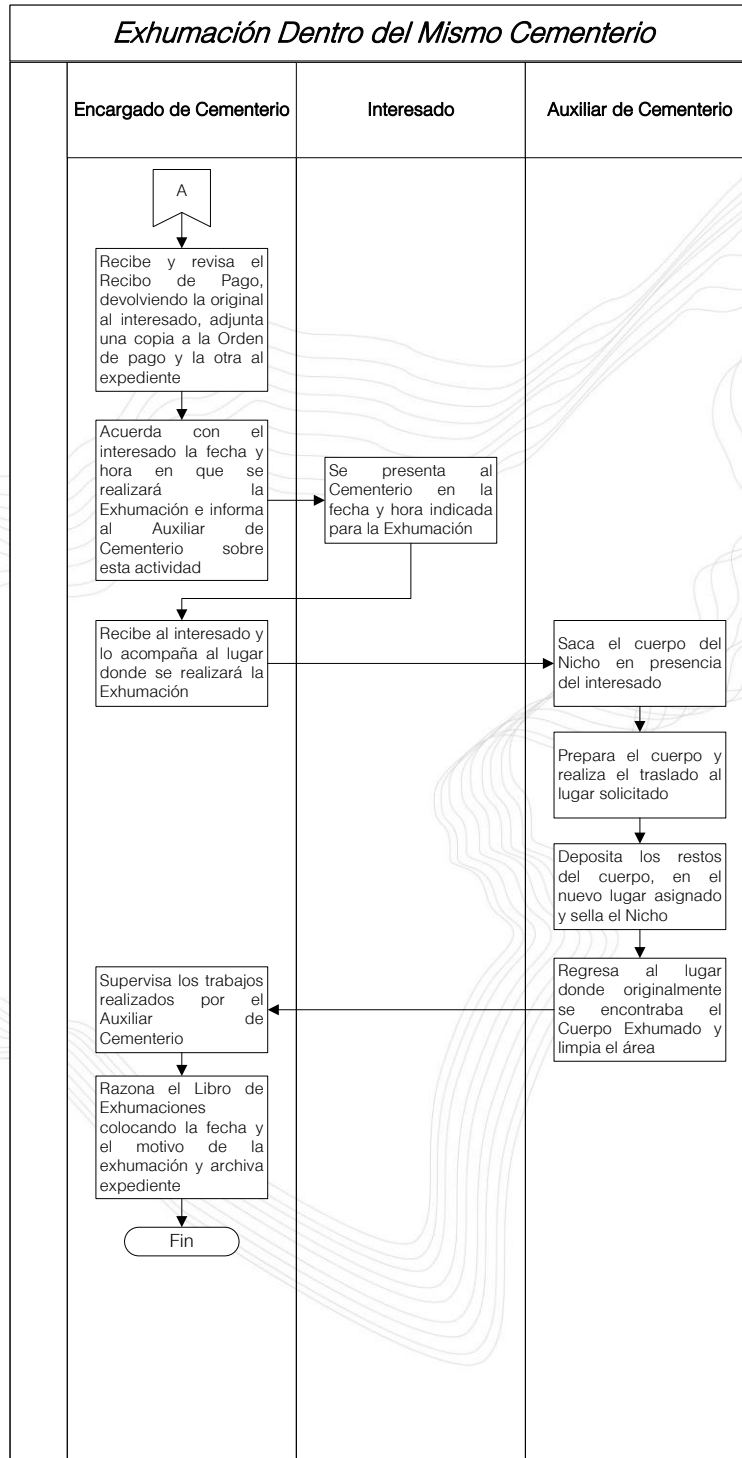 Exhumación Dentro del Mismo Cementerio
Encargado de Cementerio
Interesado
Auxiliar de Cementerio
A
Recibe y revisa el
Recibo de Pago,
devolviendo la original
al interesado, adjunta
una copia a la Orden
de pago y la otra al
expediente
Acuerda con el
interesado la fecha y
hora en que se
realizará la
Exhumación e informa
al Auxiliar de
Cementerio sobre
esta actividad
Se presenta al
Cementerio en la
fecha y hora indicada
para la Exhumación
Recibe al interesado y
lo acompaña al lugar
donde se realizará la
Exhumación
Saca el cuerpo del
Nicho en presencia
del interesado
Prepara el cuerpo y
realiza el traslado al
lugar solicitado
Deposita los restos
del cuerpo, en el
nuevo lugar asignado
y sella el Nicho
Regresa al lugar
donde originalmente
se encontraba el
Cuerpo Exhumado y
limpia el área
Supervisa los trabajos
realizados por el
Auxiliar de
Cementerio
Razona el Libro de
Exhumaciones
colocando la fecha y
el motivo de la
exhumación y archiva
expediente
Fin